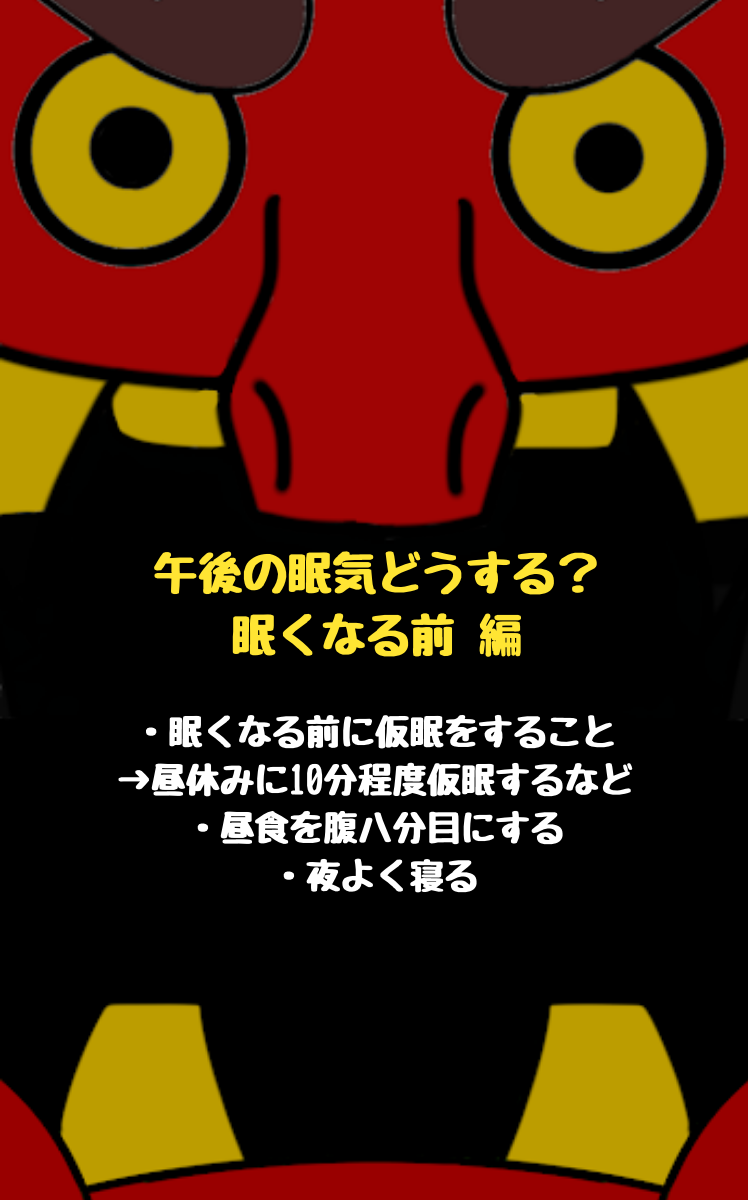 午後の眠気どうする?
眠くなる前 編
・眠くなる前に仮眠をすること
→昼休みに10分程度仮眠するなど
・昼食を腹八分目にする
・夜よく寝る